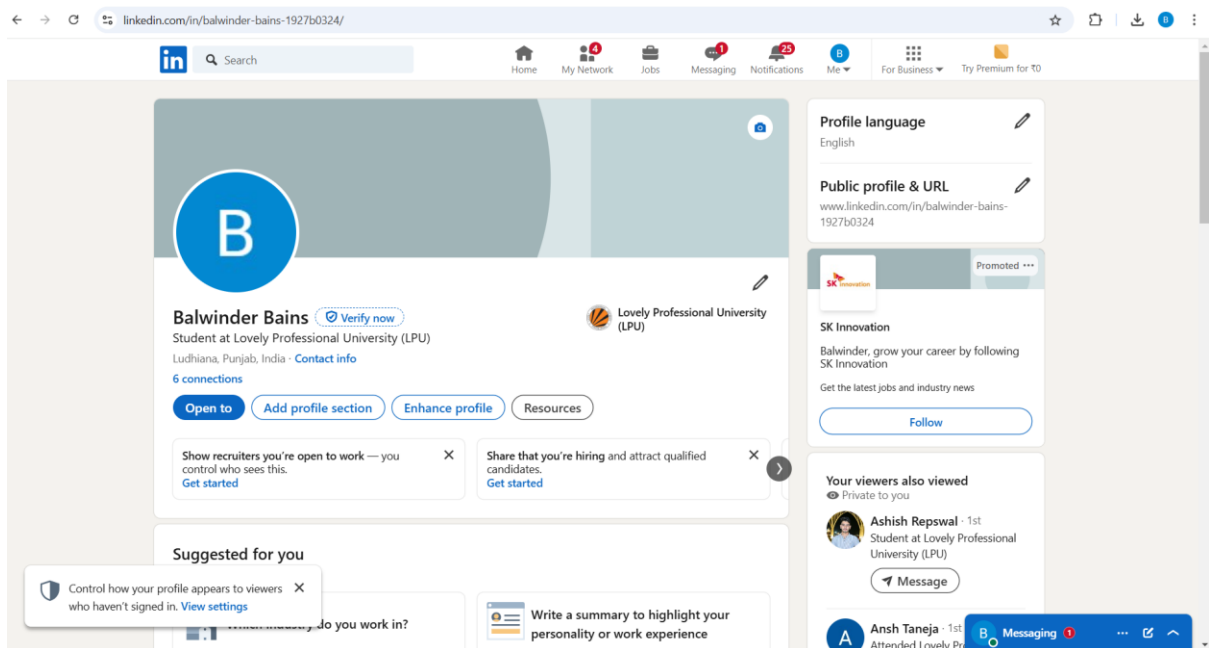 linkedin.com/in/balwinder-bains-1927b0324/
B
in
Search
4
1
25
B
Home
My Network
Jobs
Messaging
Notifications
Me
For Business
Try Premium for ₹0
B
Balwinder Bains
Verify now
Student at Lovely Professional University (LPU)
Ludhiana, Punjab, India · Contact info
6 connections
Lovely Professional University
(LPU)
Open to
Add profile section
Enhance profile
Resources
Show recruiters you're open to work — you
control who sees this.
Get started
Share that you're hiring and attract qualified
candidates.
Get started
Suggested for you
Control how your profile appears to viewers
who haven't signed in. View settings
Which industry do you work in?
Write a summary to highlight your
personality or work experience
Profile language
English
Public profile & URL
www.linkedin.com/in/balwinder-bains-
1927b0324
Promoted
SK Innovation
SK Innovation
Balwinder, grow your career by following
SK Innovation
Get the latest jobs and industry news
Follow
Your viewers also viewed
Private to you
Ashish Repswal · 1st
Student at Lovely Professional
University (LPU)
Message
A
Ansh Taneja · 1st
Attended Lovely Pr
B
Messaging
1